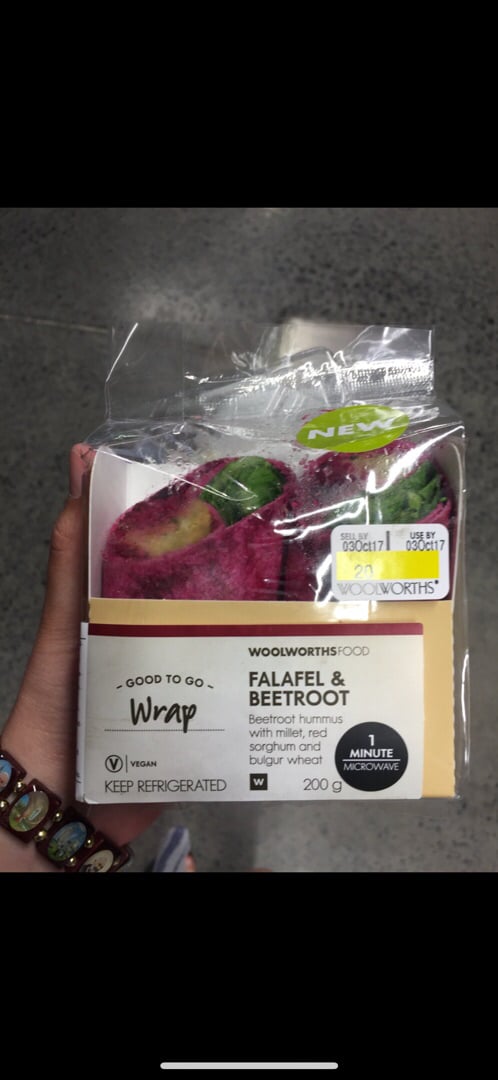 NEW
SELL BY USE BY
03Oct17 03Oct17
20
WOOLWORTHS
WOOLWORTHSFOOD
- GOOD TO GO -
Wrap
FALAFEL &
BEETROOT
Beetroot hummus
with millet, red
sorghum and
bulgur wheat
1
MINUTE
MICROWAVE
V VEGAN
KEEP REFRIGERATED
W
200 g